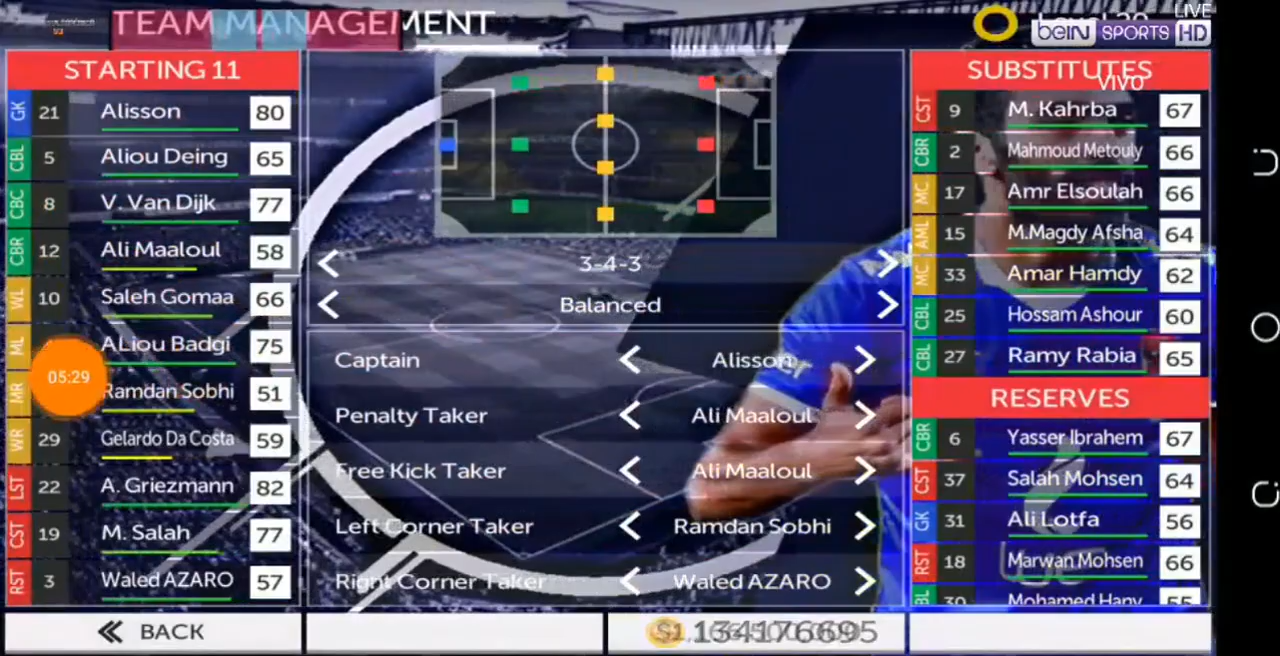 TEAM MANAGEMENT
LIVE
beIN SPORTS HD
VIVO
STARTING 11
GK 21 Alisson 80
CBL 5 Aliou Deing 65
CBC 8 V. Van Dijk 77
CBR 12 Ali Maaloul 58
WL 10 Saleh Gomaa 66
ML ALiou Badgi 75
MR Ramdan Sobhi 51
WR 29 Gelardo Da Costa 59
LST 22 A. Griezmann 82
CST 19 M. Salah 77
RST 3 Waled AZARO 57
05:29
3-4-3
Balanced
Captain Alisson
Penalty Taker Ali Maaloul
Free Kick Taker Ali Maaloul
Left Corner Taker Ramdan Sobhi
Right Corner Taker Waled AZARO
SUBSTITUTES
CST 9 M. Kahrba 67
CBR 2 Mahmoud Metouly 66
MC 17 Amr Elsoulah 66
AML 15 M.Magdy Afsha 64
MC 33 Amar Hamdy 62
CBL 25 Hossam Ashour 60
CBL 27 Ramy Rabia 65
RESERVES
CBR 6 Yasser Ibrahem 67
CST 37 Salah Mohsen 64
GK 31 Ali Lotfa 56
RST 18 Marwan Mohsen 66
30 Mohamed Hany 55
BACK
134176695